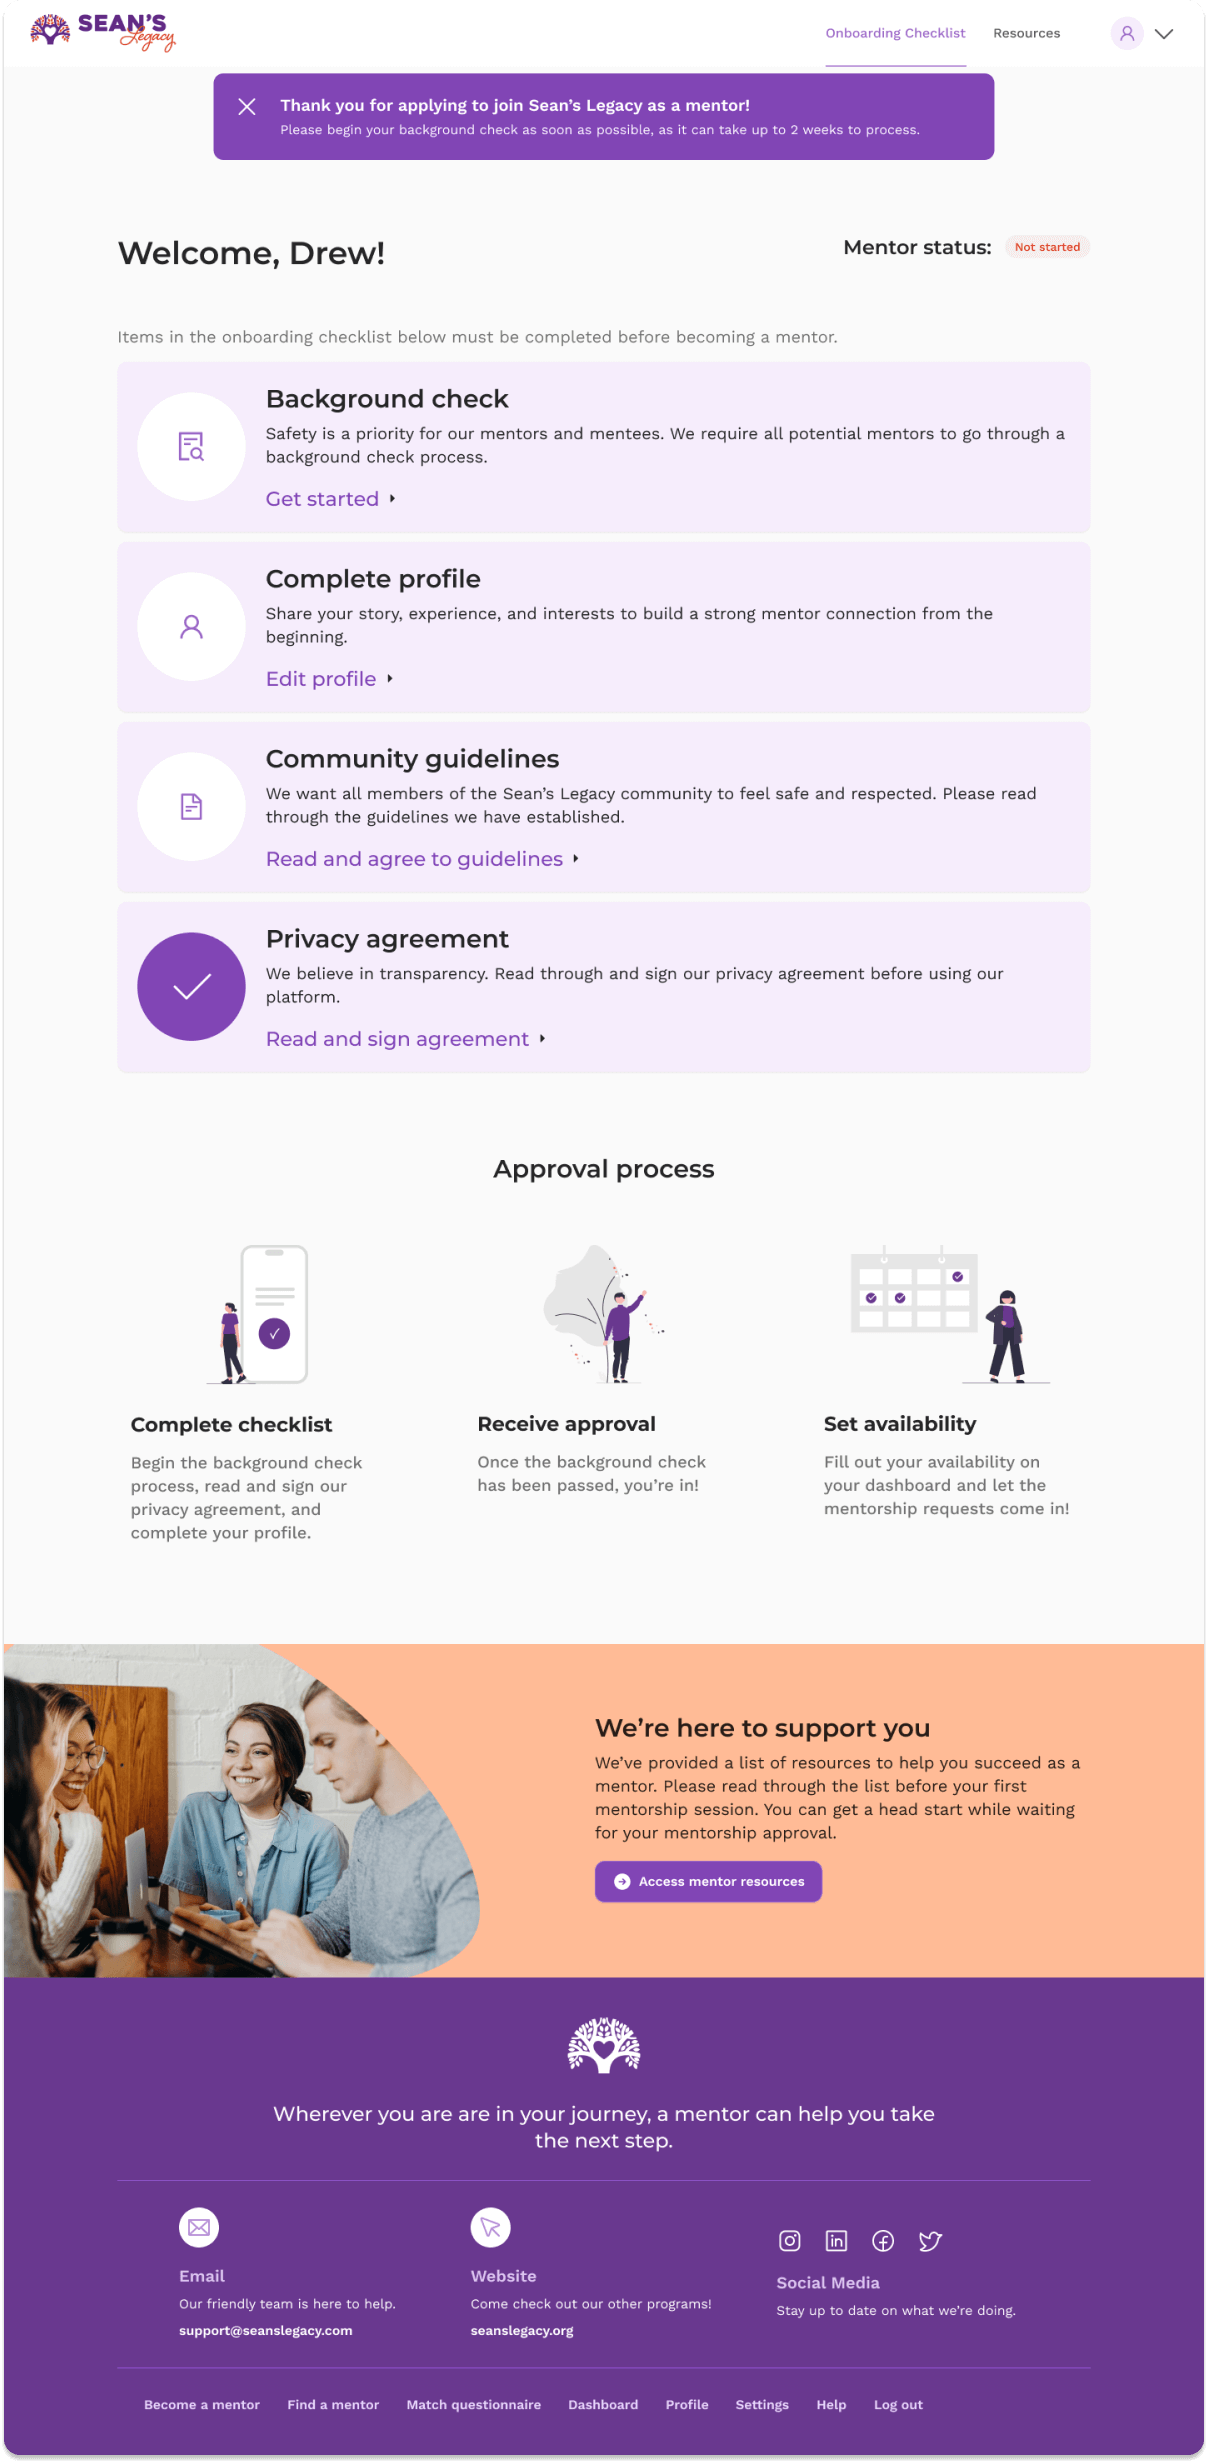 SEAN'S
Legacy
Onboarding Checklist
Resources
Thank you for applying to join Sean’s Legacy as a mentor!
Please begin your background check as soon as possible, as it can take up to 2 weeks to process.
Welcome, Drew!
Mentor status:
Not started
Items in the onboarding checklist below must be completed before becoming a mentor.
Background check
Safety is a priority for our mentors and mentees. We require all potential mentors to go through a
background check process.
Get started
Complete profile
Share your story, experience, and interests to build a strong mentor connection from the
beginning.
Edit profile
Community guidelines
We want all members of the Sean’s Legacy community to feel safe and respected. Please read
through the guidelines we have established.
Read and agree to guidelines
Privacy agreement
We believe in transparency. Read through and sign our privacy agreement before using our
platform.
Read and sign agreement
Approval process
Complete checklist
Begin the background check
process, read and sign our
privacy agreement, and
complete your profile.
Receive approval
Once the background check
has been passed, you’re in!
Set availability
Fill out your availability on
your dashboard and let the
mentorship requests come in!
We’re here to support you
We’ve provided a list of resources to help you succeed as a
mentor. Please read through the list before your first
mentorship session. You can get a head start while waiting
for your mentorship approval.
Access mentor resources
Wherever you are are in your journey, a mentor can help you take
the next step.
Email
Our friendly team is here to help.
support@seanslegacy.com
Website
Come check out our other programs!
seanslegacy.org
Social Media
Stay up to date on what we’re doing.
Become a mentor
Find a mentor
Match questionnaire
Dashboard
Profile
Settings
Help
Log out